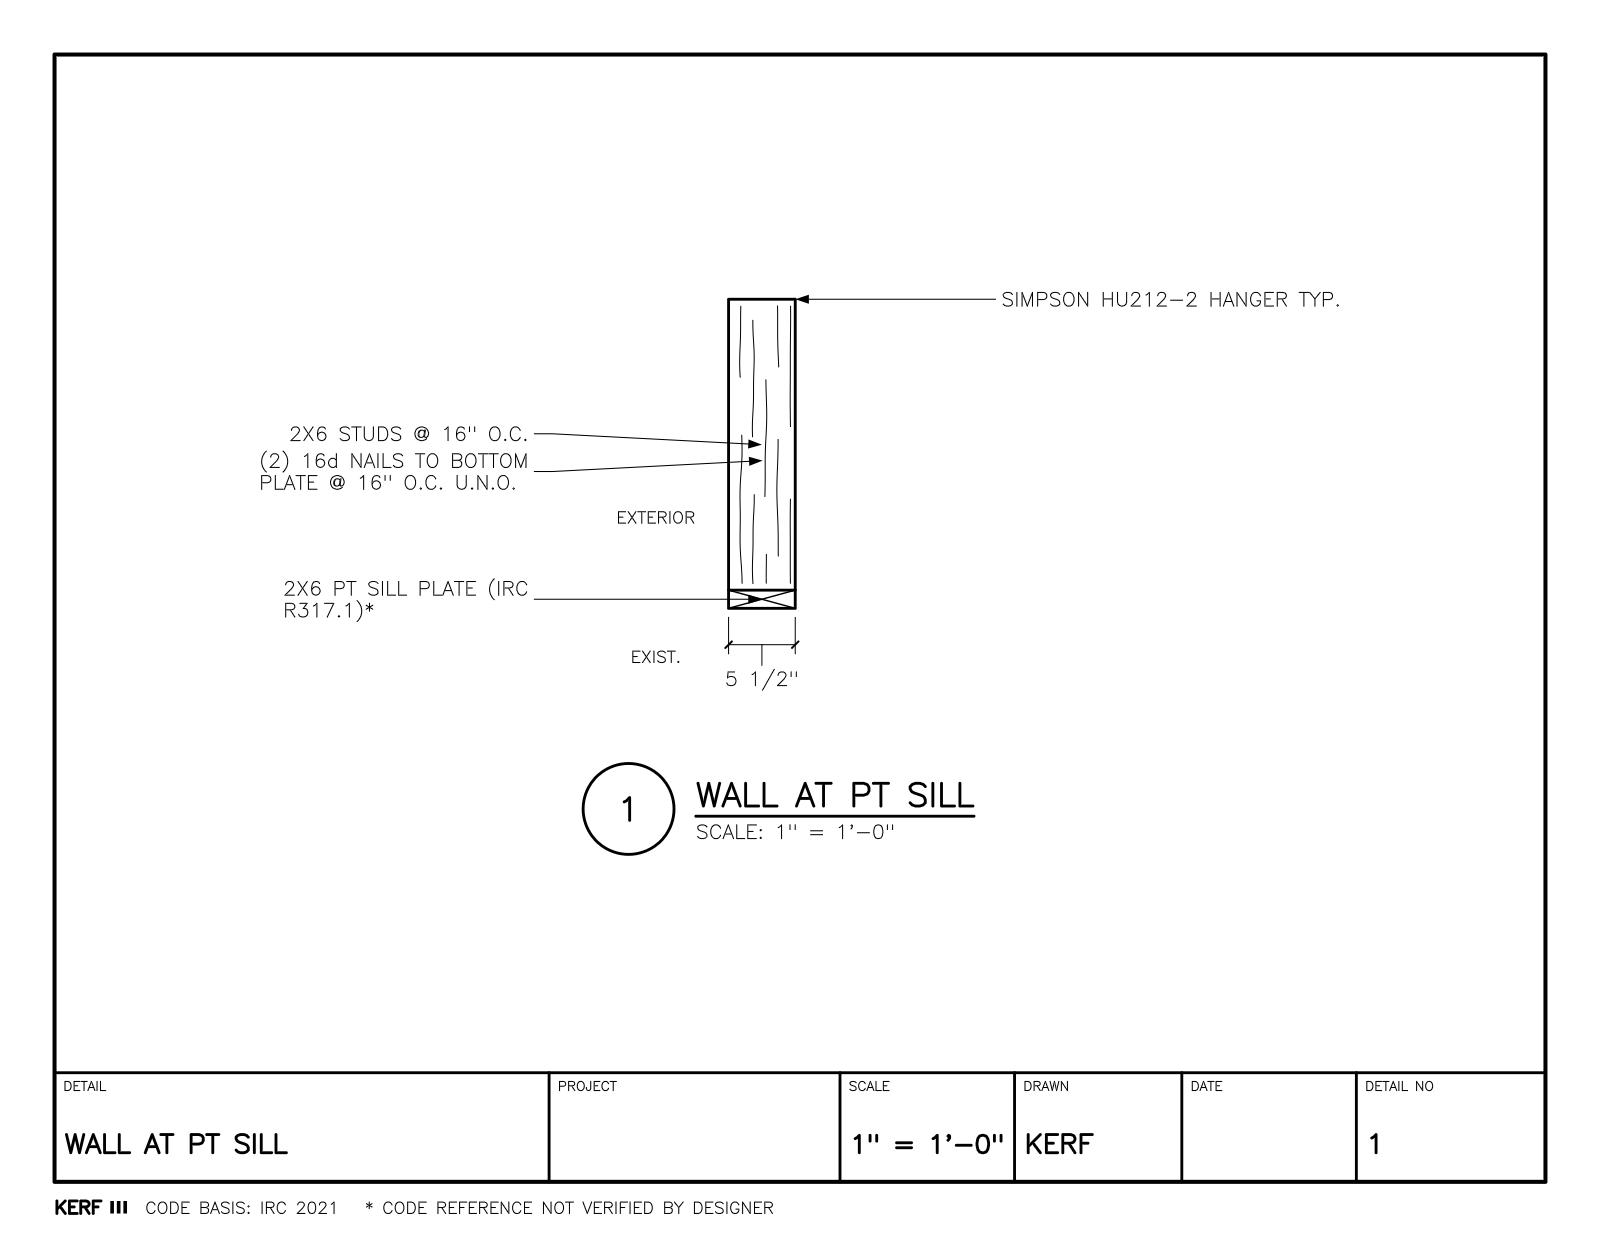 SIMPSON HU212-2 HANGER TYP.
2X6 STUDS @ 16" O.C.
(2) 16d NAILS TO BOTTOM
PLATE @ 16" O.C. U.N.O.
EXTERIOR
2X6 PT SILL PLATE (IRC
R317.1)*
EXIST.
5 1/2"
1
WALL AT PT SILL
SCALE: 1" = 1'-0"
DETAIL
WALL AT PT SILL
PROJECT
SCALE
1" = 1'-0"
DRAWN
KERF
DATE
DETAIL NO
1
KERF CODE BASIS: IRC 2021 * CODE REFERENCE NOT VERIFIED BY DESIGNER